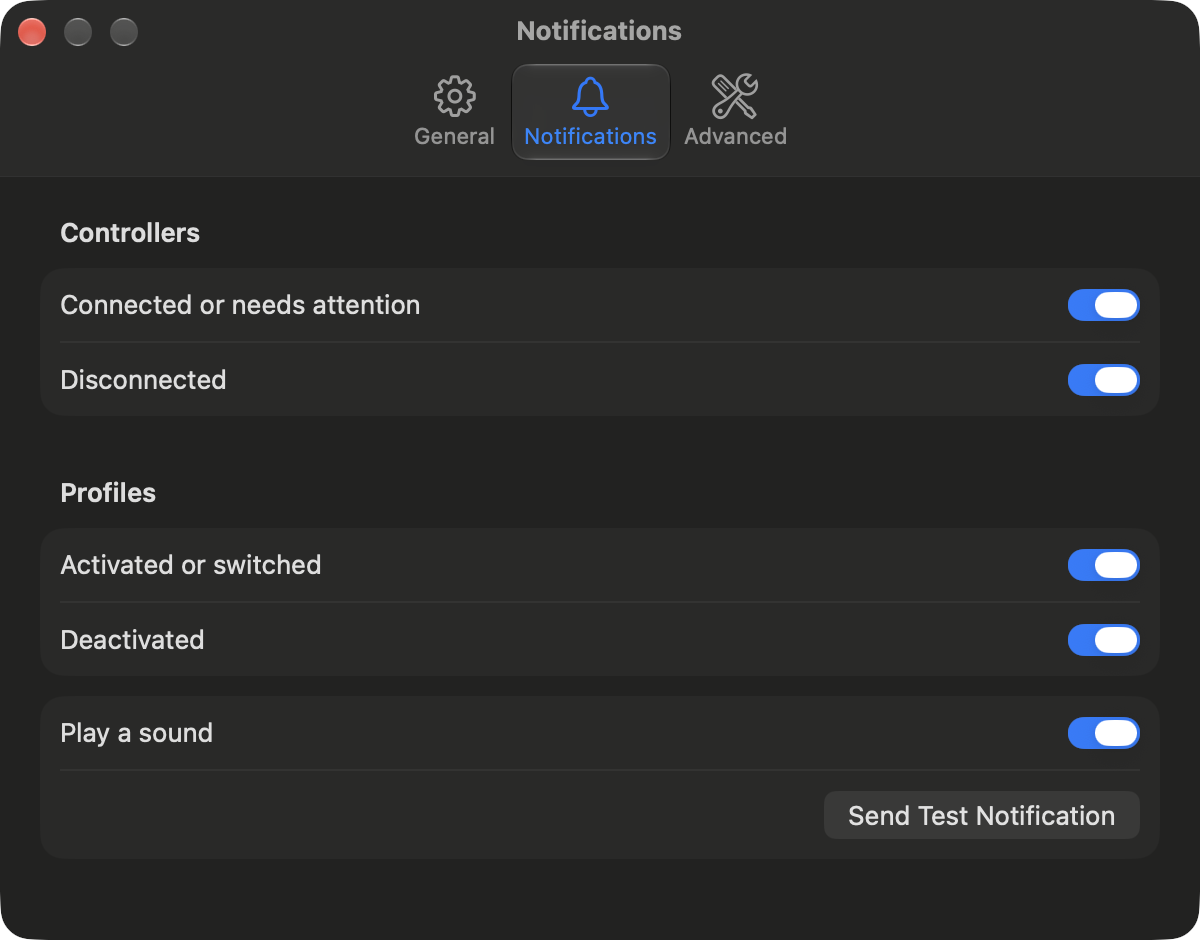 Notifications
General
Notifications
Advanced
Controllers
Connected or needs attention
Disconnected
Profiles
Activated or switched
Deactivated
Play a sound
Send Test Notification